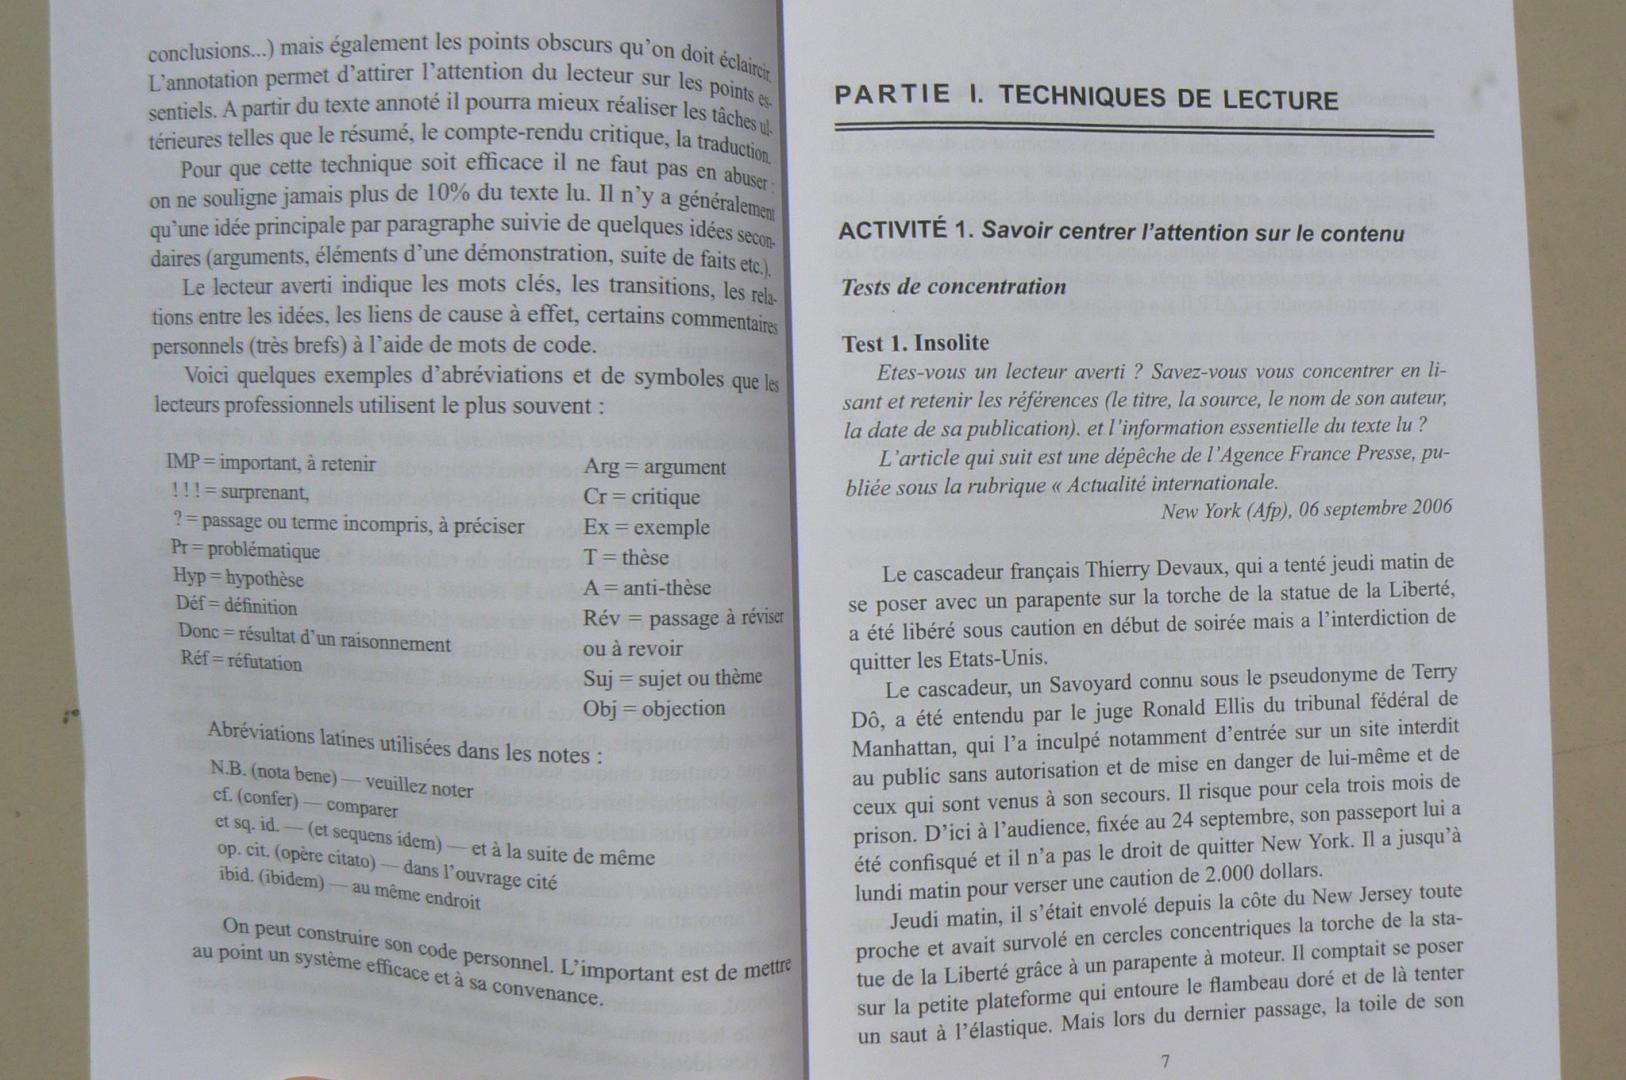 conclusions...) mais également les points obscurs qu'on doit éclaircir.
L'annotation permet d'attirer l'attention du lecteur sur les points es-
sentiels. A partir du texte annoté il pourra mieux réaliser les tâches ul-
térieures telles que le résumé, le compte-rendu critique, la traduction.
Pour que cette technique soit efficace il ne faut pas en abuser :
on ne souligne jamais plus de 10% du texte lu. Il n'y a généralement
qu'une idée principale par paragraphe suivie de quelques idées secon-
daires (arguments, éléments d'une démonstration, suite de faits etc.).
Le lecteur averti indique les mots clés, les transitions, les rela-
tions entre les idées, les liens de cause à effet, certains commentaires
personnels (très brefs) à l'aide de mots de code.
Voici quelques exemples d'abréviations et de symboles que les
lecteurs professionnels utilisent le plus souvent :
IMP = important, à retenir
! ! ! = surprenant,
? = passage ou terme incompris, à préciser
Pr = problématique
Hyp = hypothèse
Déf = définition
Donc = résultat d'un raisonnement
Réf = réfutation
Arg = argument
Cr = critique
Ex = exemple
T = thèse
A = anti-thèse
Rév = passage à réviser
ou à revoir
Suj = sujet ou thème
Obj = objection
Abréviations latines utilisées dans les notes :
N.B. (nota bene) — veuillez noter
cf. (confer) — comparer
et sq. id. — (et sequens idem) — et à la suite de même
op. cit. (opère citato) — dans l'ouvrage cité
ibid. (ibidem) — au même endroit
On peut construire son code personnel. L'important est de mettre
au point un système efficace et à sa convenance.
PARTIE I. TECHNIQUES DE LECTURE
ACTIVITÉ 1. Savoir centrer l'attention sur le contenu
Tests de concentration
Test 1. Insolite
Etes-vous un lecteur averti ? Savez-vous vous concentrer en li-
sant et retenir les références (le titre, la source, le nom de son auteur,
la date de sa publication). et l'information essentielle du texte lu ?
L'article qui suit est une dépêche de l'Agence France Presse, pu-
bliée sous la rubrique « Actualité internationale.
New York (Afp), 06 septembre 2006
Le cascadeur français Thierry Devaux, qui a tenté jeudi matin de
se poser avec un parapente sur la torche de la statue de la Liberté,
a été libéré sous caution en début de soirée mais a l'interdiction de
quitter les Etats-Unis.
Le cascadeur, un Savoyard connu sous le pseudonyme de Terry
Dô, a été entendu par le juge Ronald Ellis du tribunal fédéral de
Manhattan, qui l'a inculpé notamment d'entrée sur un site interdit
au public sans autorisation et de mise en danger de lui-même et de
ceux qui sont venus à son secours. Il risque pour cela trois mois de
prison. D'ici à l'audience, fixée au 24 septembre, son passeport lui a
été confisqué et il n'a pas le droit de quitter New York. Il a jusqu'à
lundi matin pour verser une caution de 2.000 dollars.
Jeudi matin, il s'était envolé depuis la côte du New Jersey toute
proche et avait survolé en cercles concentriques la torche de la sta-
tue de la Liberté grâce à un parapente à moteur. Il comptait se poser
sur la petite plateforme qui entoure le flambeau doré et de là tenter
un saut à l'élastique. Mais lors du dernier passage, la toile de son
7